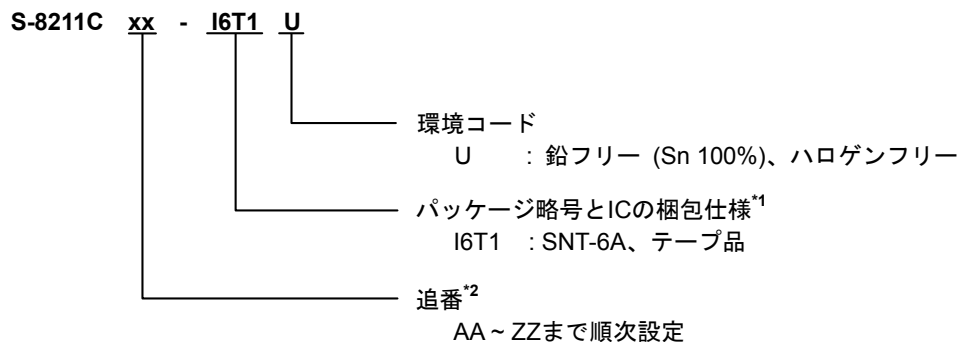 S-8211C xx - I6T1 U
環境コード
U : 鉛フリー (Sn 100%)、ハロゲンフリー
パッケージ略号とICの梱包仕様*1
I6T1 : SNT-6A、テープ品
追番*2
AA ~ ZZまで順次設定